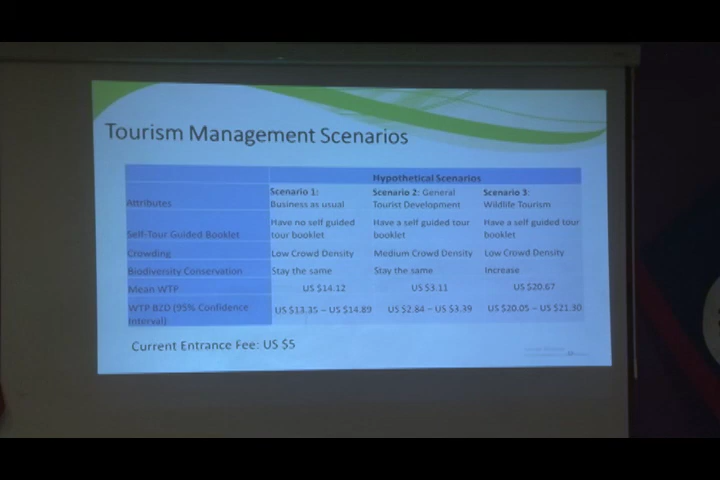 Tourism Management Scenarios
Hypothetical Scenarios
Attributes
Scenario 1: Business as usual
Scenario 2: General Tourist Development
Scenario 3: Wildlife Tourism
Self-Tour Guided Booklet
Have no self guided tour booklet
Have a self guided tour booklet
Have a self guided tour booklet
Crowding
Low Crowd Density
Medium Crowd Density
Low Crowd Density
Biodiversity Conservation
Stay the same
Stay the same
Increase
Mean WTP
US $14.12
US $3.11
US $20.67
WTP BZD (95% Confidence Interval)
US $13.35 – US $14.89
US $2.84 – US $3.39
US $20.05 – US $21.30
Current Entrance Fee: US $5